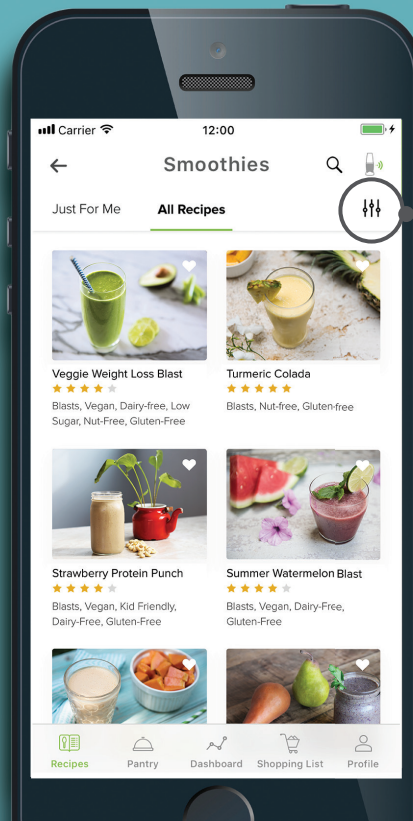 Carrier 12:00
Smoothies
Just For Me All Recipes
Veggie Weight Loss Blast
Blasts, Vegan, Dairy-free, Low
Sugar, Nut-Free, Gluten-Free
Turmeric Colada
Blasts, Nut-free, Gluten-free
Strawberry Protein Punch
Blasts, Vegan, Kid Friendly,
Dairy-Free, Gluten-Free
Summer Watermelon Blast
Blasts, Vegan, Dairy-Free,
Gluten-Free
Recipes Pantry Dashboard Shopping List Profile